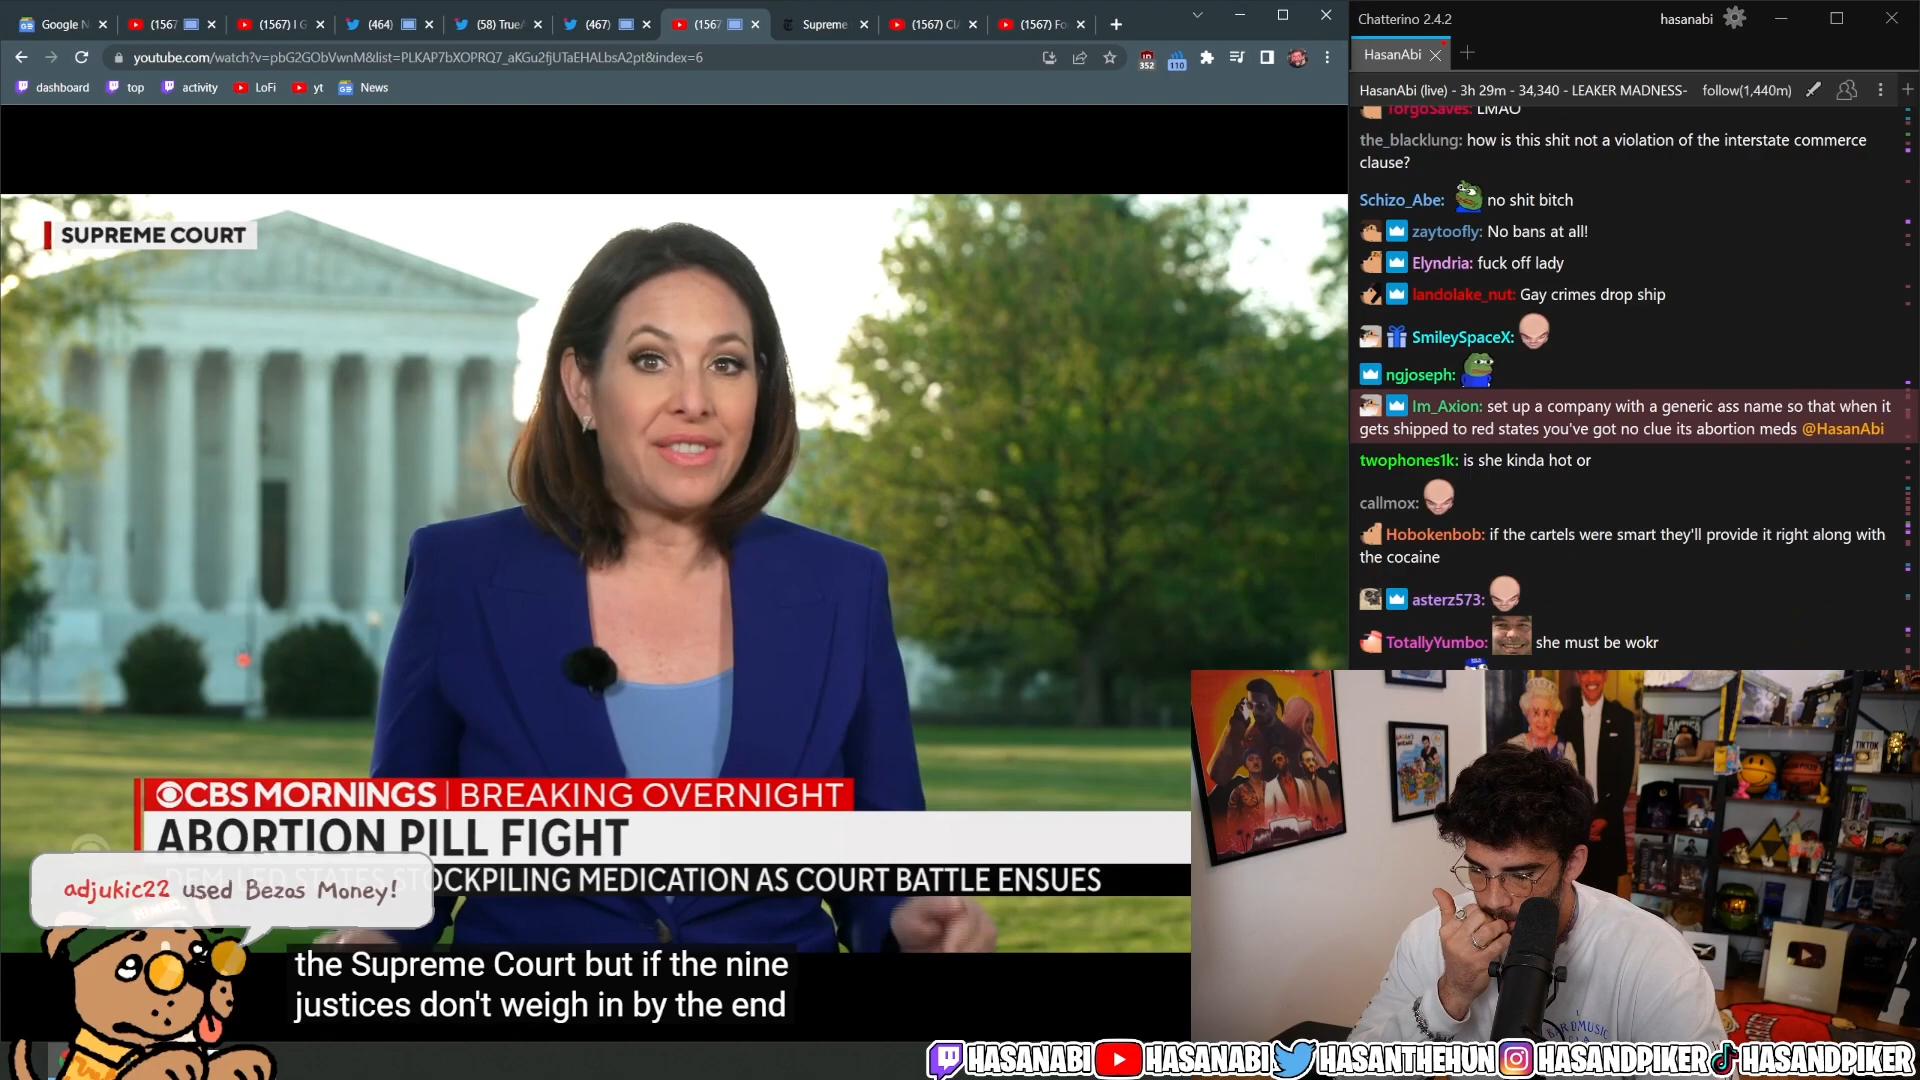 Google N
(1567
(1567) I G
(464)
(58) True
(467)
(1567
Supreme
(1567) Cl
(1567) Fo
youtube.com/watch?v=pbG2GObVwnM&list=PLKAP7bXOPRQ7_aKGu2fjUTaEHALbsA2pt&index=6
352
110
dashboard
top
activity
LoFi
yt
News
SUPREME COURT
CBS MORNINGS | BREAKING OVERNIGHT
ABORTION PILL FIGHT
STOCKPILING MEDICATION AS COURT BATTLE ENSUES
adjukic22 used Bezos Money!
the Supreme Court but if the nine
justices don't weigh in by the end
Chatterino 2.4.2
hasanabi
HasanAbi
HasanAbi (live) - 3h 29m - 34,340 - LEAKER MADNESS-
follow(1,440m)
TorgoSaves: LMAO
the_blacklung: how is this shit not a violation of the interstate commerce
clause?
Schizo_Abe: no shit bitch
zaytoofly: No bans at all!
Elyndria: fuck off lady
landolake_nut: Gay crimes drop ship
SmileySpaceX:
ngjoseph:
Im_Axion: set up a company with a generic ass name so that when it
gets shipped to red states you've got no clue its abortion meds @HasanAbi
twophones1k: is she kinda hot or
callmox:
Hobokenbob: if the cartels were smart they'll provide it right along with
the cocaine
asterz573:
TotallyYumbo: she must be wokr
HASANABI
HASANABI
HASANTHEHUN
HASANDPIKER
HASANDPIKER